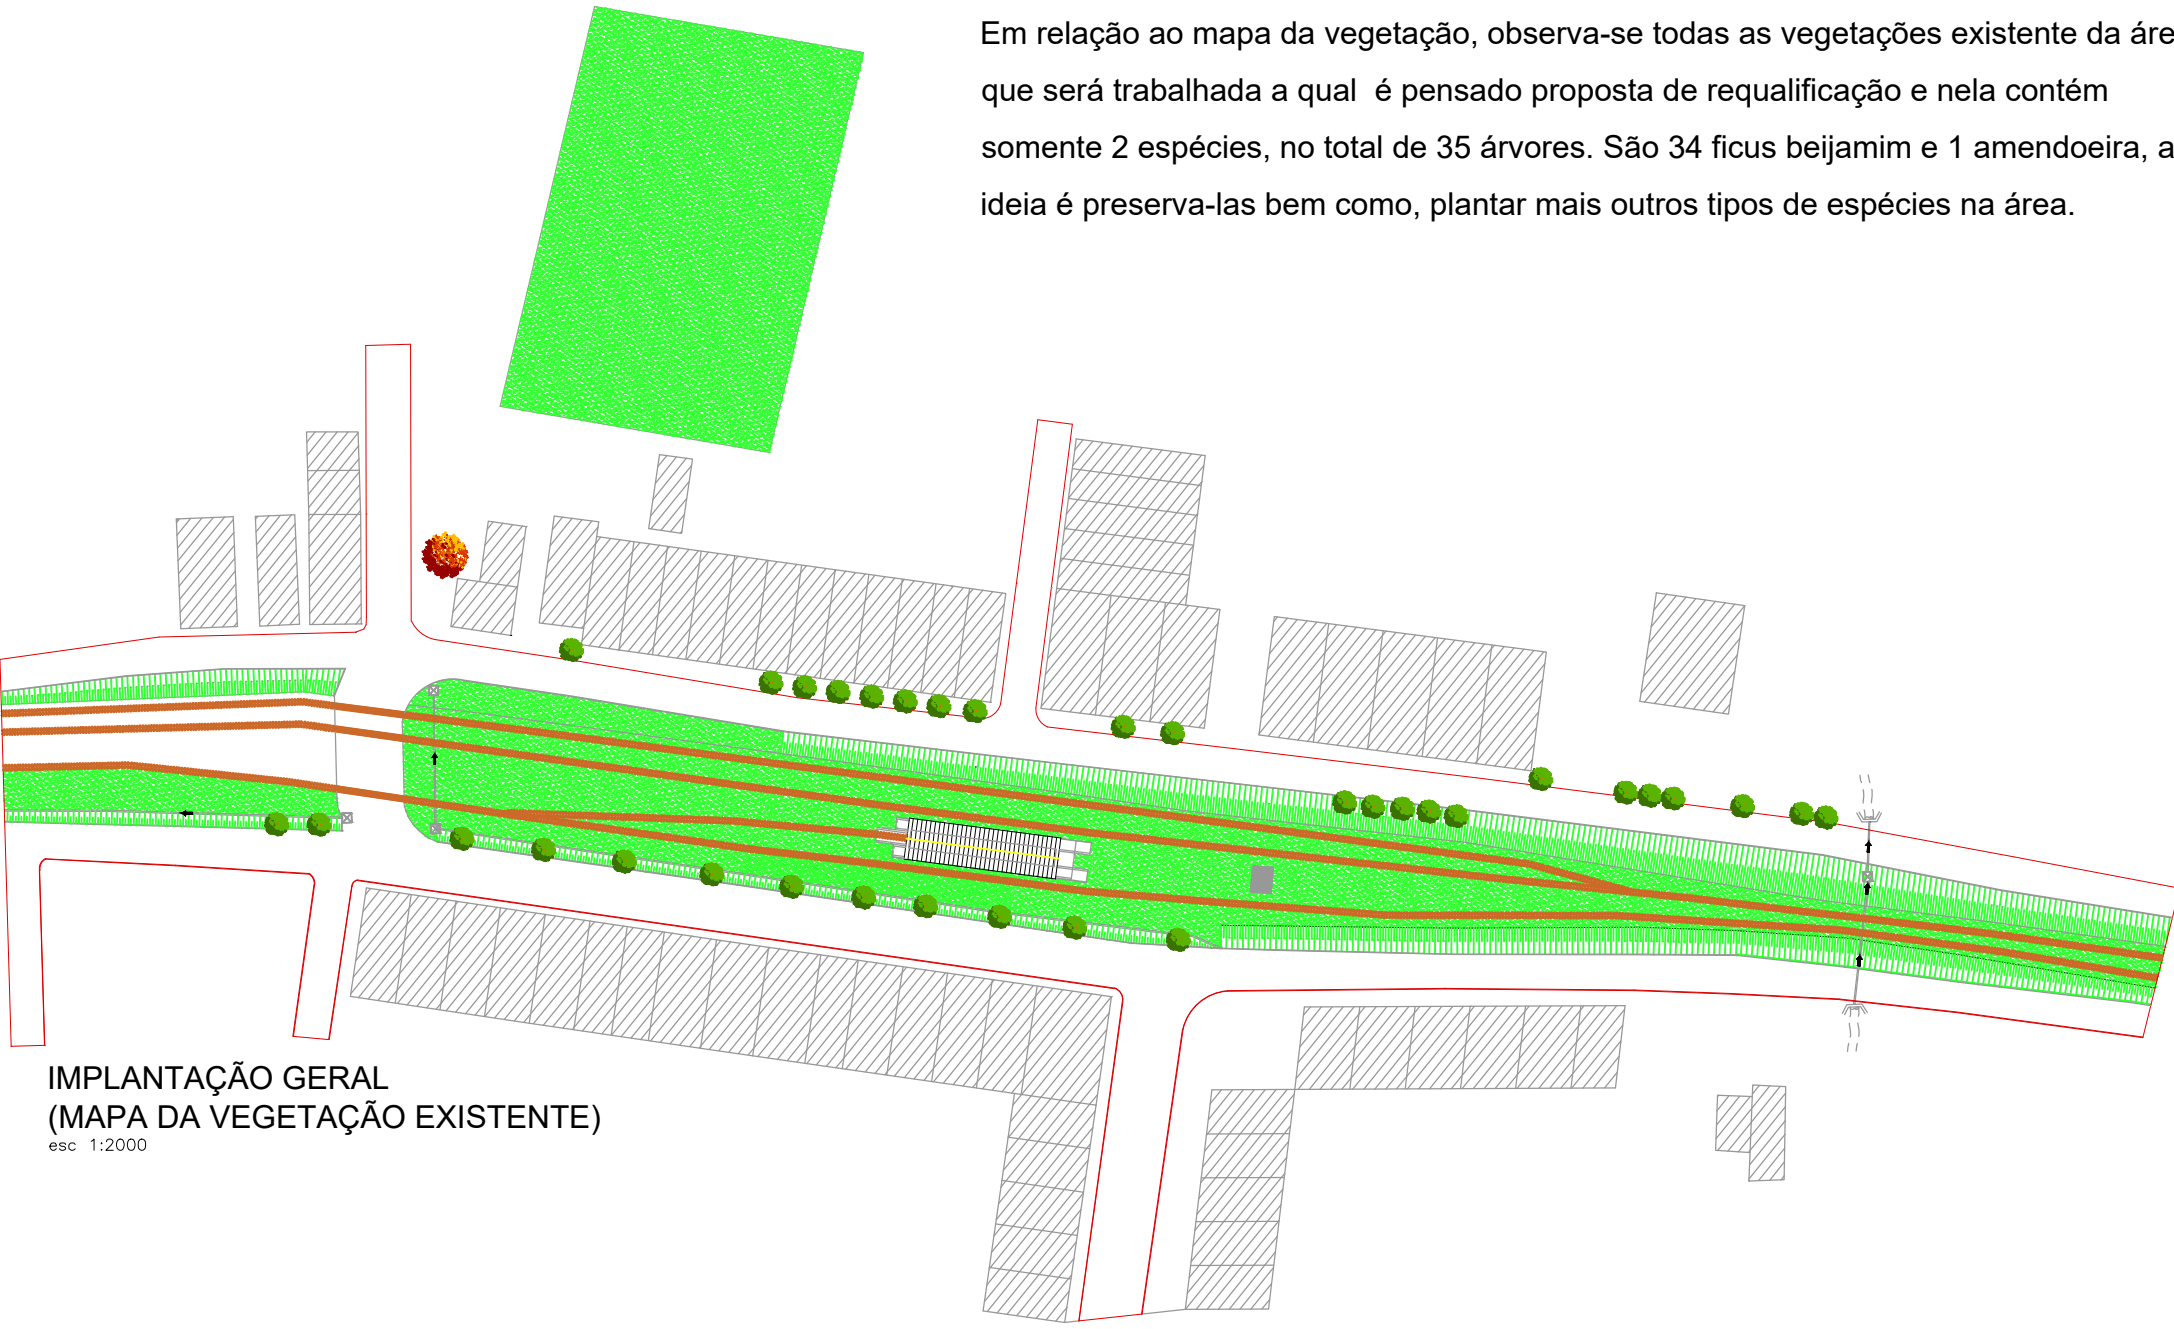 Em relação ao mapa da vegetação, observa-se todas as vegetações existente da áre
que será trabalhada a qual  é pensado proposta de requalificação e nela contém
somente 2 espécies, no total de 35 árvores. São 34 ficus beijamim e 1 amendoeira, a
ideia é preserva-las bem como, plantar mais outros tipos de espécies na área.
IMPLANTAÇÃO GERAL
(MAPA DA VEGETAÇÃO EXISTENTE)
esc 1:2000